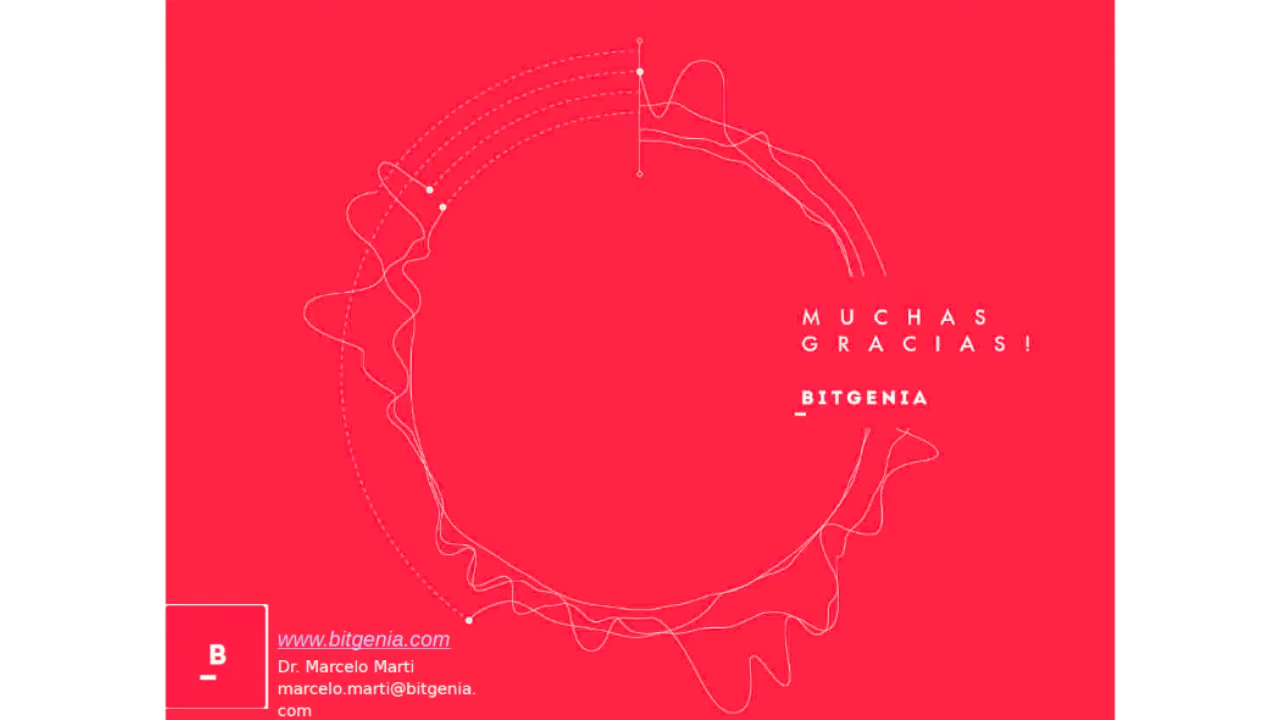 MUCHAS
GRACIAS!
BITGENIA
B
www.bitgenia.com
Dr. Marcelo Marti
marcelo.marti@bitgenia.
com